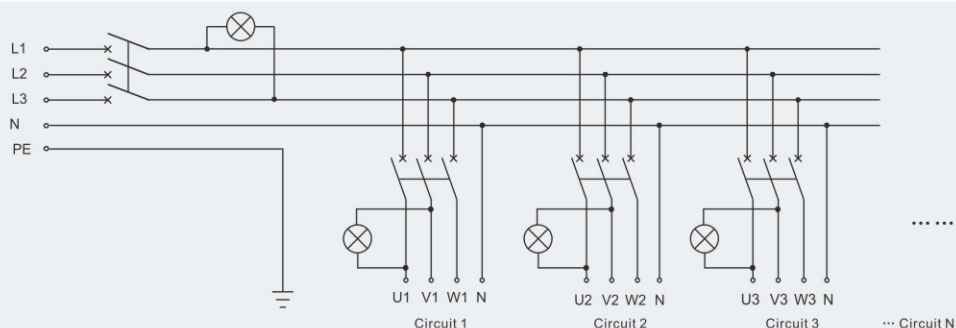 L1
L2
L3
N
PE
U1 V1 W1 N
U2 V2 W2 N
U3 V3 W3 N
......
Circuit 1
Circuit 2
Circuit 3
··· Circuit N